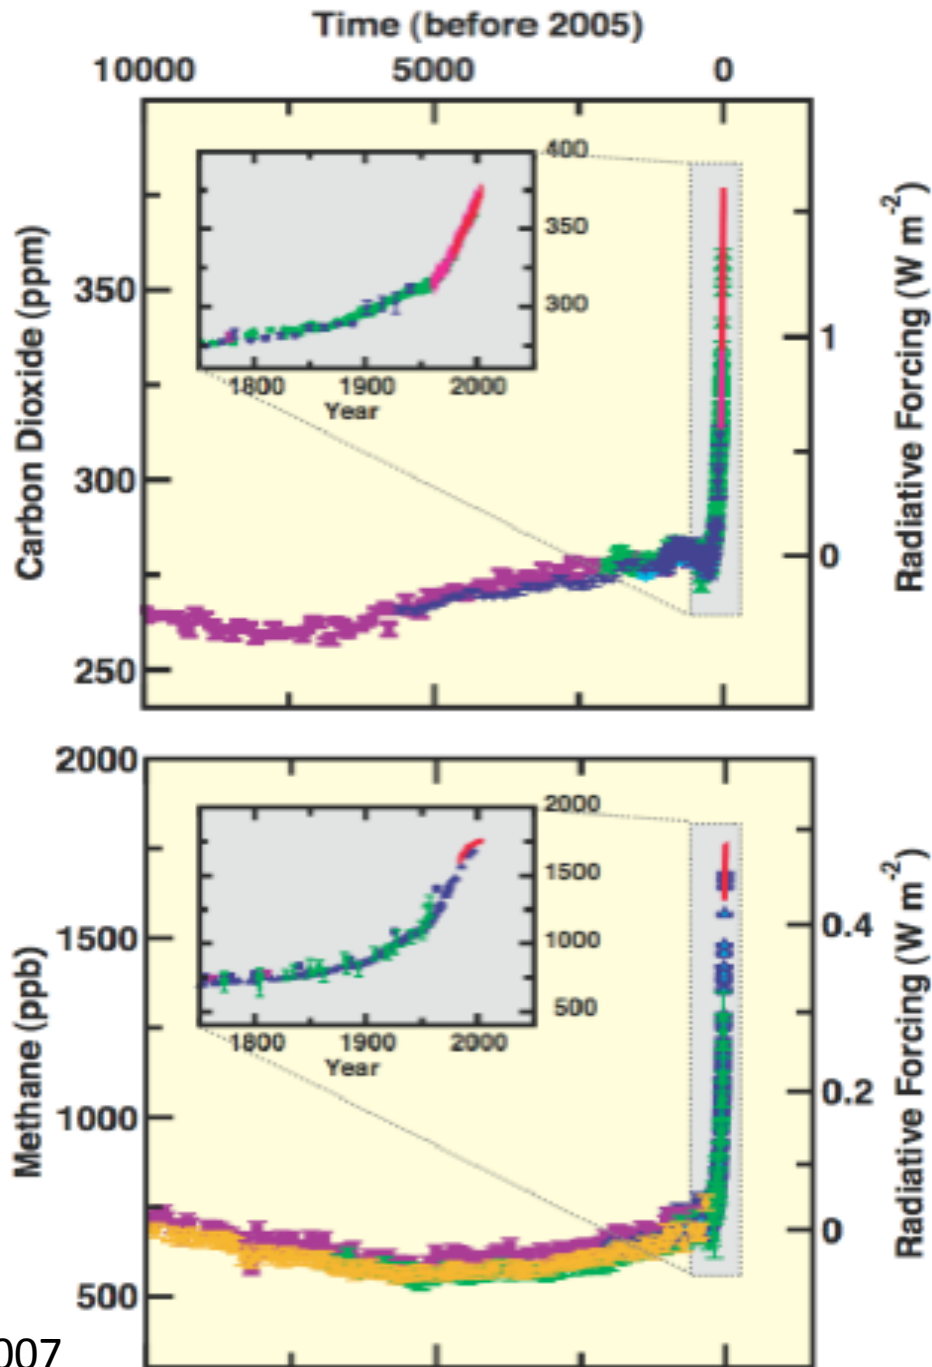 Time (before 2005)
10000 5000 0
Carbon Dioxide (ppm)
350
300
250
400
350
300
1800 1900 2000
Year
1
0
Radiative Forcing (W m-2)
2000
1500
1000
500
Methane (ppb)
2000
1500
1000
500
1800 1900 2000
Year
0.4
0.2
0
Radiative Forcing (W m-2)
007